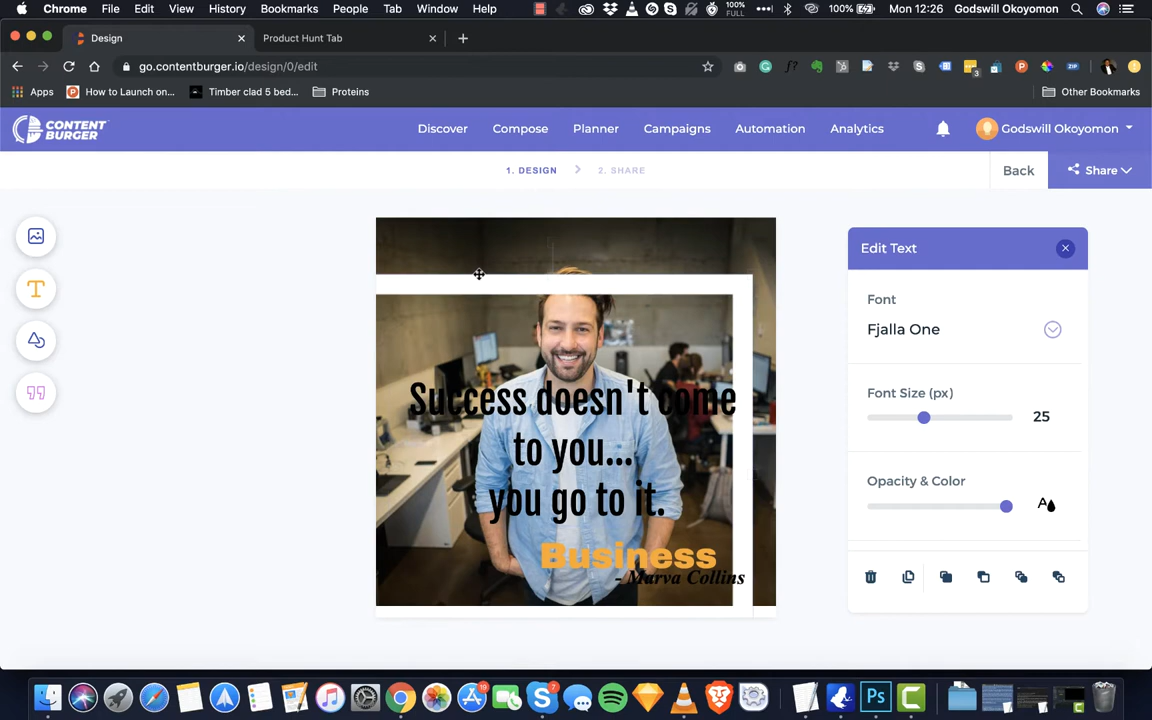 Chrome File Edit View History Bookmarks People Tab Window Help 100% FULL 100% Mon 12:26 Godswill Okoyomon
Design Product Hunt Tab
go.contentburger.io/design/0/edit
Apps How to Launch on... Timber clad 5 bed... Proteins Other Bookmarks
CONTENT BURGER Discover Compose Planner Campaigns Automation Analytics Godswill Okoyomon
1. DESIGN 2. SHARE Back Share
Edit Text
Font
Fjalla One
Font Size (px)
25
Opacity & Color
Success doesn't come
to you...
you go to it.
Business
- Marva Collins